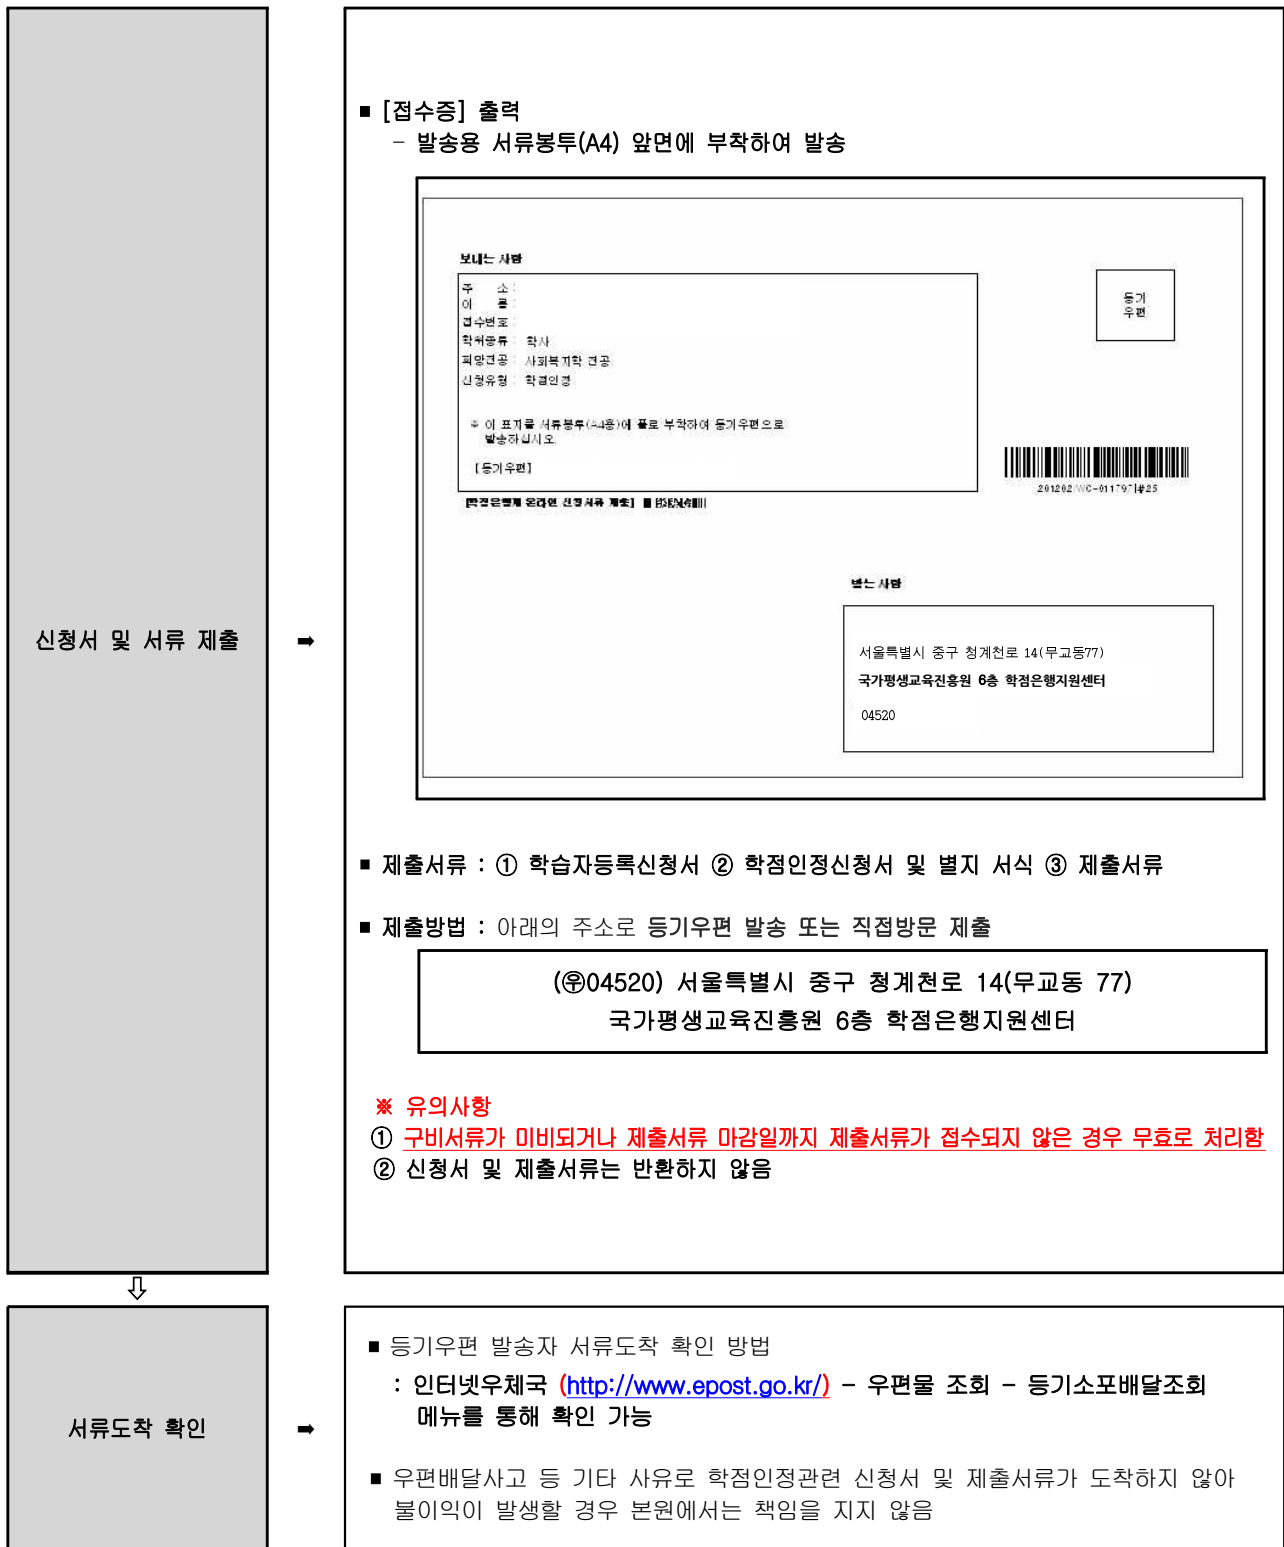 신청서 및 서류 제출
➡
■ [접수증] 출력
- 발송용 서류봉투(A4) 앞면에 부착하여 발송
보내는 사람
주 소 :
이 름 :
접수번호 :
학위종류 : 학사
희망전공 : 사회복지학 전공
신청유형 : 학점인정
※ 이 표지를 서류봉투(A4용)에 풀로 부착하여 등기우편으로
발송하십시오.
[등기우편]
[학점은행제 온라인 신청서류 제출]
등기
우편
받는 사람
서울특별시 중구 청계천로 14(무교동77)
국가평생교육진흥원 6층 학점은행지원센터
04520
■ 제출서류 : ① 학습자등록신청서 ② 학점인정신청서 및 별지 서식 ③ 제출서류
■ 제출방법 : 아래의 주소로 등기우편 발송 또는 직접방문 제출
(㉾04520) 서울특별시 중구 청계천로 14(무교동 77)
국가평생교육진흥원 6층 학점은행지원센터
※ 유의사항
① 구비서류가 미비되거나 제출서류 마감일까지 제출서류가 접수되지 않은 경우 무효로 처리함
② 신청서 및 제출서류는 반환하지 않음
⇩
서류도착 확인
➡
■ 등기우편 발송자 서류도착 확인 방법
: 인터넷우체국 (http://www.epost.go.kr/) - 우편물 조회 - 등기소포배달조회
메뉴를 통해 확인 가능
■ 우편배달사고 등 기타 사유로 학점인정관련 신청서 및 제출서류가 도착하지 않아
불이익이 발생할 경우 본원에서는 책임을 지지 않음